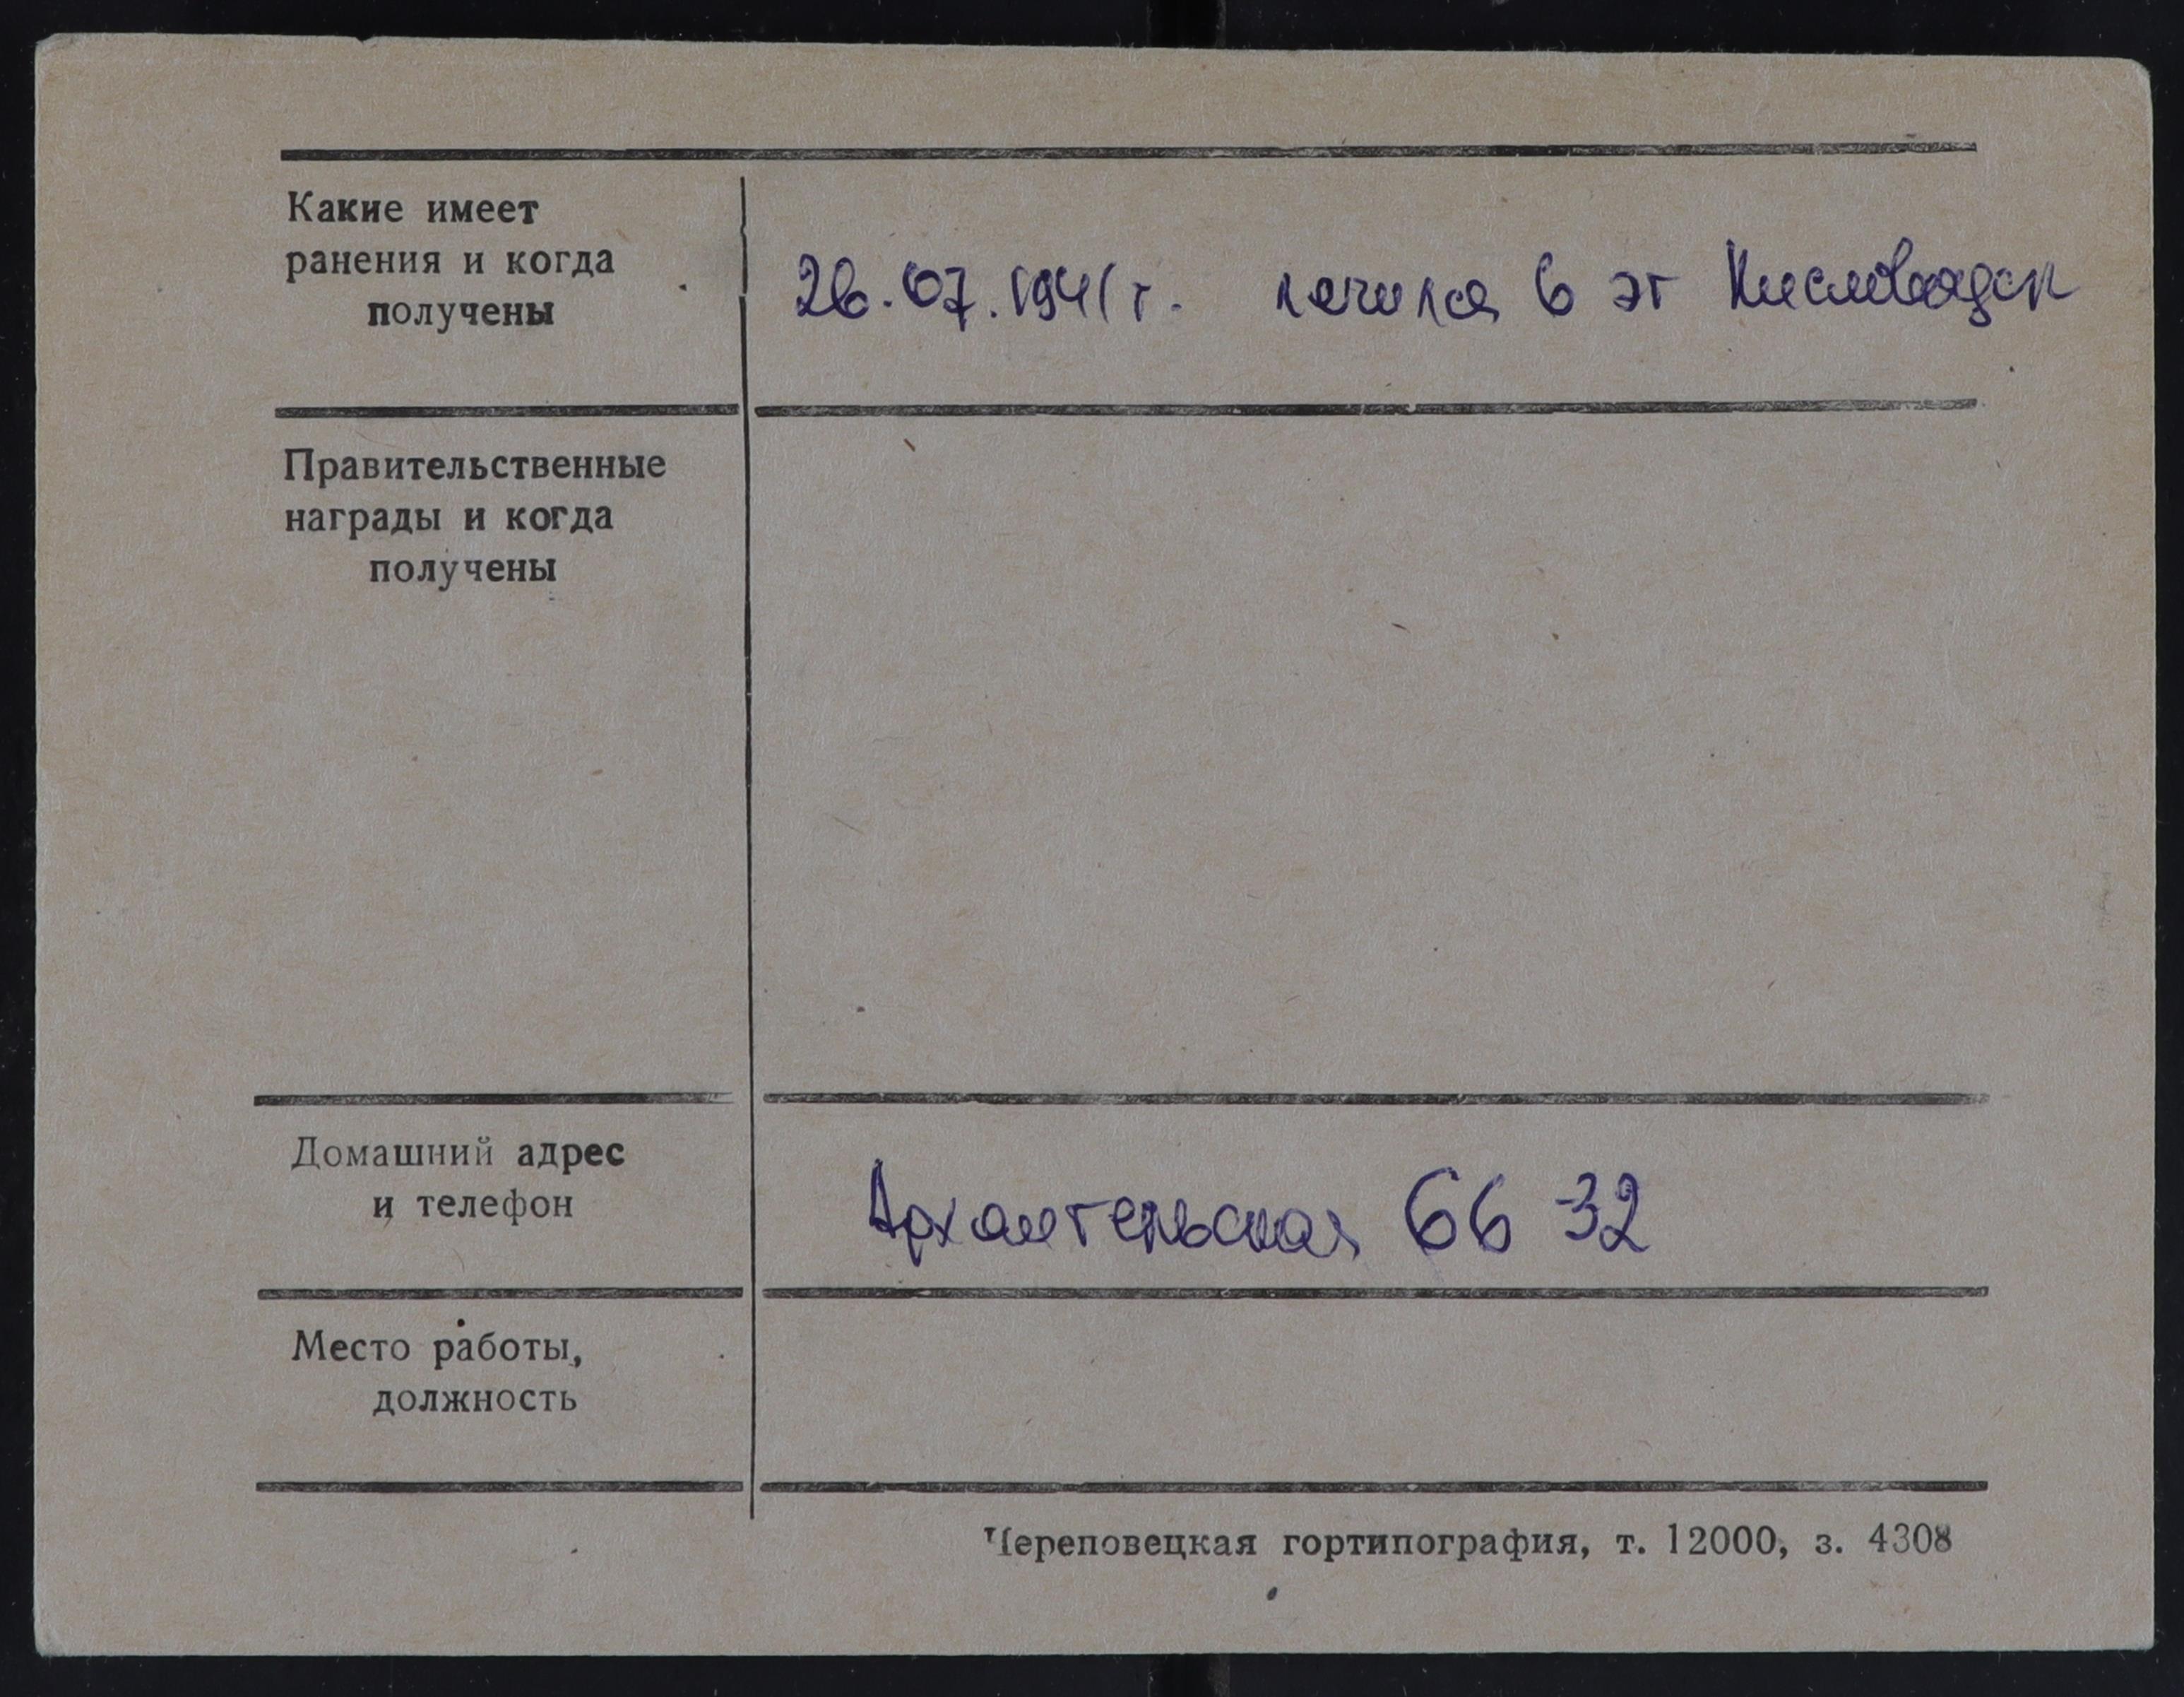 Какие имеет
ранения и когда
получены
26.07.1941 г. лечился в эг Кисловодск
Правительственные
награды и когда
получены
Домашний адрес
и телефон
Архангельская 66 32
Место работы,
должность
Череповецкая гортипография, т. 12000, з. 4308